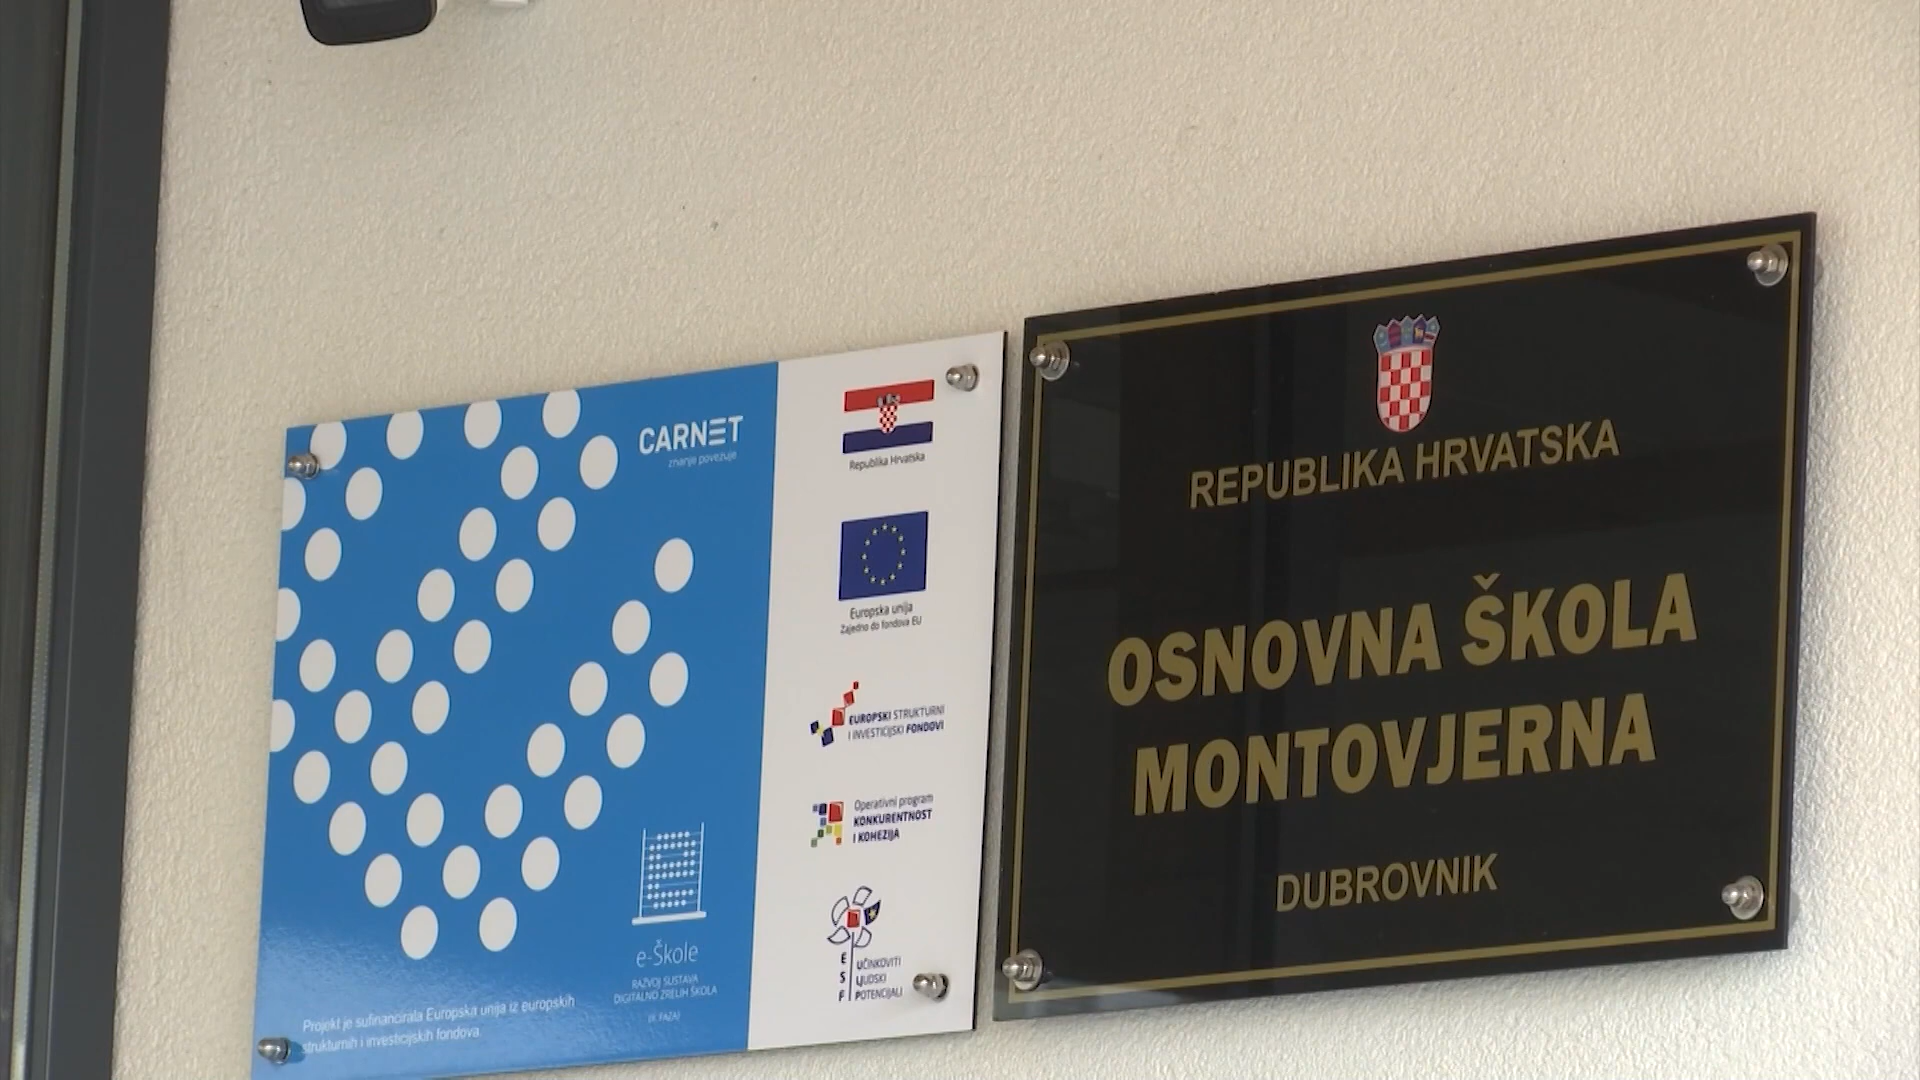 CARNET
znanje povezuje
e-Škole
RAZVOJ SUSTAVA
DIGITALNO ZRELIH ŠKOLA
(II. FAZA)
Projekt je sufinancirala Europska unija iz europskih
strukturnih i investicijskih fondova.
Republika Hrvatska
Europska unija
Zajedno do fondova EU
EUROPSKI STRUKTURNI
I INVESTICIJSKI FONDOVI
Operativni program
KONKURENTNOST
I KOHEZIJA
E S F
UČINKOVITI
LJUDSKI
POTENCIJALI
REPUBLIKA HRVATSKA
OSNOVNA ŠKOLA
MONTOVJERNA
DUBROVNIK